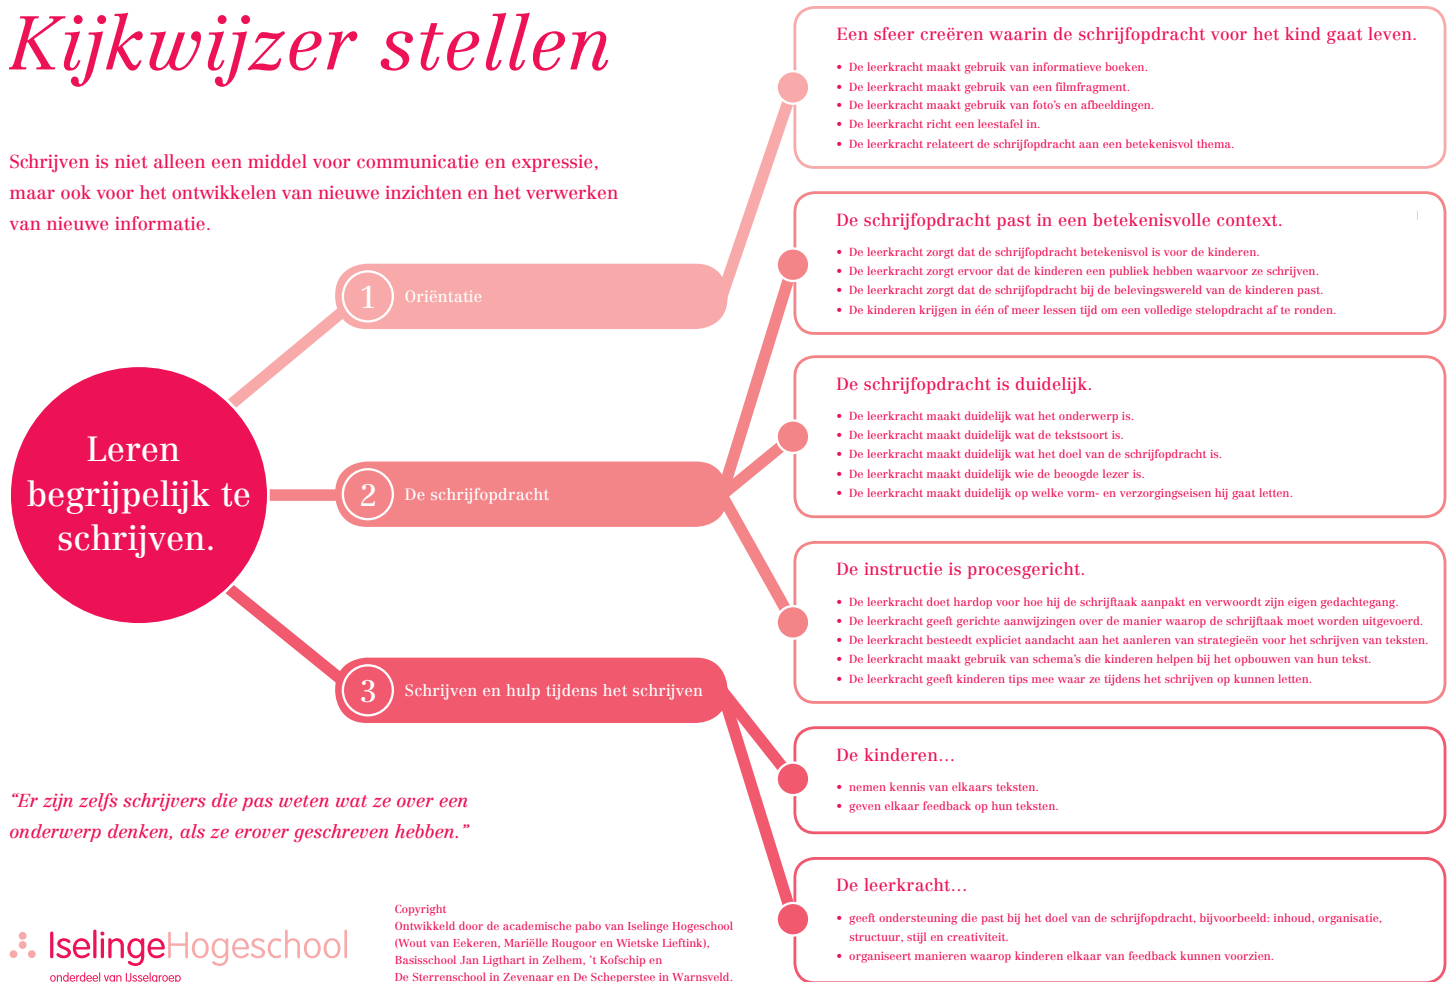 Kijkwijzer stellen
Schrijven is niet alleen een middel voor communicatie en expressie,
maar ook voor het ontwikkelen van nieuwe inzichten en het verwerken
van nieuwe informatie.
Leren
begrijpelijk te
schrijven.
1 Oriëntatie
Een sfeer creëren waarin de schrijfopdracht voor het kind gaat leven.
• De leerkracht maakt gebruik van informatieve boeken.
• De leerkracht maakt gebruik van een filmfragment.
• De leerkracht maakt gebruik van foto's en afbeeldingen.
• De leerkracht richt een leestafel in.
• De leerkracht relateert de schrijfopdracht aan een betekenisvol thema.
2 De schrijfopdracht
De schrijfopdracht past in een betekenisvolle context.
• De leerkracht zorgt dat de schrijfopdracht betekenisvol is voor de kinderen.
• De leerkracht zorgt ervoor dat de kinderen een publiek hebben waarvoor ze schrijven.
• De leerkracht zorgt dat de schrijfopdracht bij de belevingswereld van de kinderen past.
• De kinderen krijgen in één of meer lessen tijd om een volledige stelopdracht af te ronden.
De schrijfopdracht is duidelijk.
• De leerkracht maakt duidelijk wat het onderwerp is.
• De leerkracht maakt duidelijk wat de tekstsoort is.
• De leerkracht maakt duidelijk wat het doel van de schrijfopdracht is.
• De leerkracht maakt duidelijk wie de beoogde lezer is.
• De leerkracht maakt duidelijk op welke vorm- en verzorgingseisen hij gaat letten.
De instructie is procesgericht.
• De leerkracht doet hardop voor hoe hij de schrijftaak aanpakt en verwoordt zijn eigen gedachtegang.
• De leerkracht geeft gerichte aanwijzingen over de manier waarop de schrijftaak moet worden uitgevoerd.
• De leerkracht besteedt expliciet aandacht aan het aanleren van strategieën voor het schrijven van teksten.
• De leerkracht maakt gebruik van schema's die kinderen helpen bij het opbouwen van hun tekst.
• De leerkracht geeft kinderen tips mee waar ze tijdens het schrijven op kunnen letten.
3 Schrijven en hulp tijdens het schrijven
De kinderen...
• nemen kennis van elkaars teksten.
• geven elkaar feedback op hun teksten.
De leerkracht...
• geeft ondersteuning die past bij het doel van de schrijfopdracht, bijvoorbeeld: inhoud, organisatie,
structuur, stijl en creativiteit.
• organiseert manieren waarop kinderen elkaar van feedback kunnen voorzien.
“Er zijn zelfs schrijvers die pas weten wat ze over een
onderwerp denken, als ze erover geschreven hebben.”
IselingeHogeschool
onderdeel van IJsselgroep
Copyright
Ontwikkeld door de academische pabo van Iselinge Hogeschool
(Wout van Eekeren, Mariëlle Rougoor en Wietske Lieftink),
Basisschool Jan Ligthart in Zelhem, 't Kofschip en
De Sterrenschool in Zevenaar en De Scheperstee in Warnsveld.